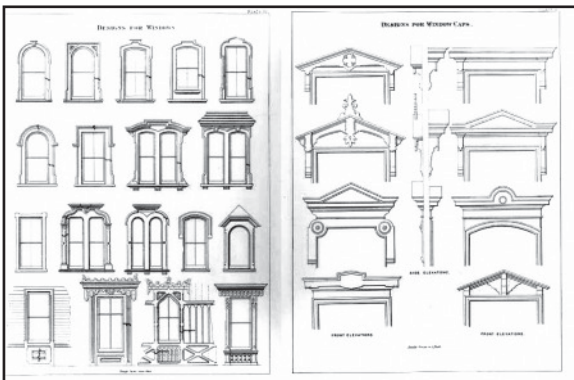 DESIGNS FOR WINDOWS
DESIGNS FOR WINDOW CAPS.
SIDE ELEVATIONS.
FRONT ELEVATIONS
FRONT ELEVATIONS